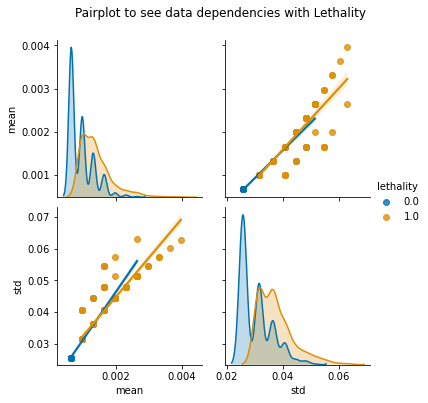 Pairplot to see data dependencies with Lethality
0.004
0.003
0.002
0.001
mean
lethality
0.0
1.0
0.07
0.06
0.05
0.04
0.03
std
0.002
0.004
mean
0.02
0.04
0.06
std